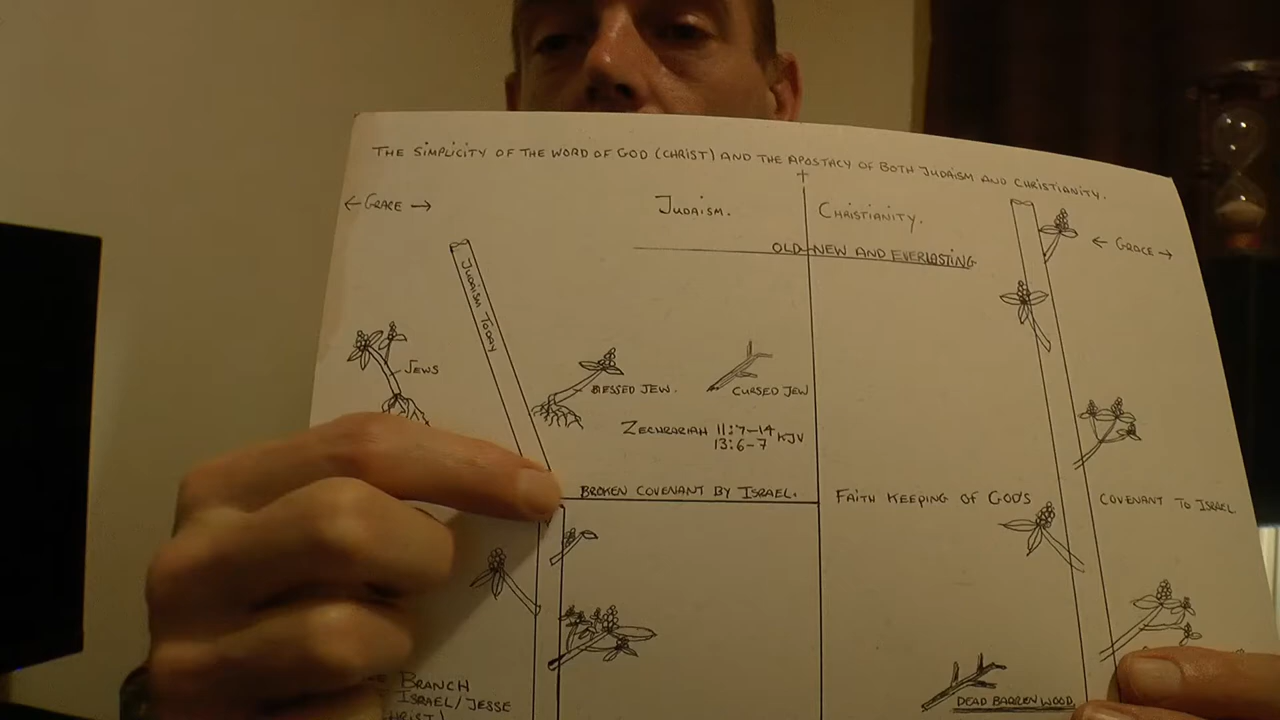 THE SIMPLICITY OF THE WORD OF GOD (CHRIST) AND THE APOSTACY OF BOTH JUDAISM AND CHRISTIANITY.
← GRACE →
JUDAISM.
CHRISTIANITY.
← GRACE →
OLD NEW AND EVERLASTING
JUDAISM TODAY
JEWS
BLESSED JEW.
CURSED JEW
ZECHRARIAH 11:7-14 KJV
13:6-7
BROKEN COVENANT BY ISRAEL.
FAITH KEEPING OF GOD'S
COVENANT TO ISRAEL
BRANCH
ISRAEL/JESSE
CHRIST)
DEAD BARREN WOOD.